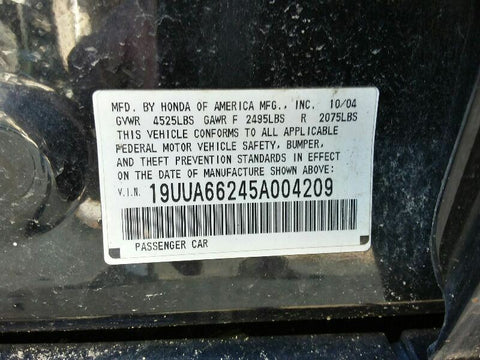 MFD. BY HONDA OF AMERICA MFG., INC. 10/04
GVWR 4525LBS GAWR F 2495LBS R 2075LBS
THIS VEHICLE CONFORMS TO ALL APPLICABLE
FEDERAL MOTOR VEHICLE SAFETY, BUMPER,
AND THEFT PREVENTION STANDARDS IN EFFECT
ON THE DATE OF MANUFACTURE SHOWN ABOVE:
V.I.N. 19UUA66245A004209
PASSENGER CAR